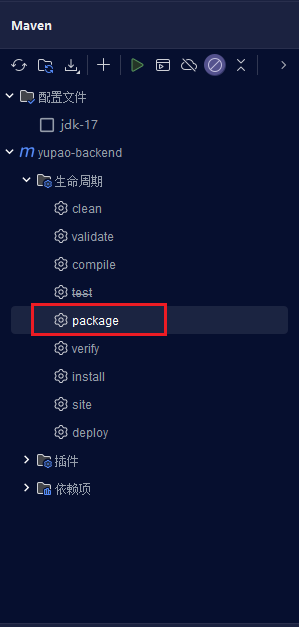 Maven
配置文件
jdk-17
m yupao-backend
生命周期
clean
validate
compile
test
package
verify
install
site
deploy
插件
依赖项